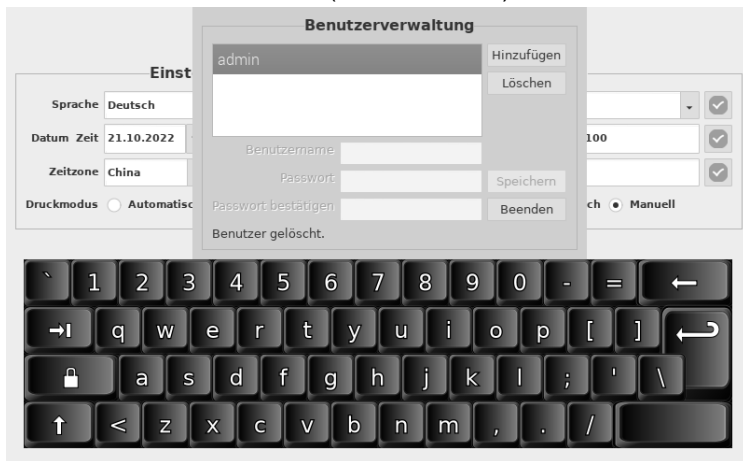 Benutzerverwaltung
admin
Hinzufügen
Löschen
Einst
Sprache Deutsch
Datum Zeit 21.10.2022
100
Zeitzone China
Druckmodus Automatisc
ch Manuell
Benutzername
Passwort
Speichern
Passwort bestätigen
Beenden
Benutzer gelöscht.
` 1 2 3 4 5 6 7 8 9 0 - =
q w e r t y u i o p [ ]
a s d f g h j k l ; ' \
< z x c v b n m , . /